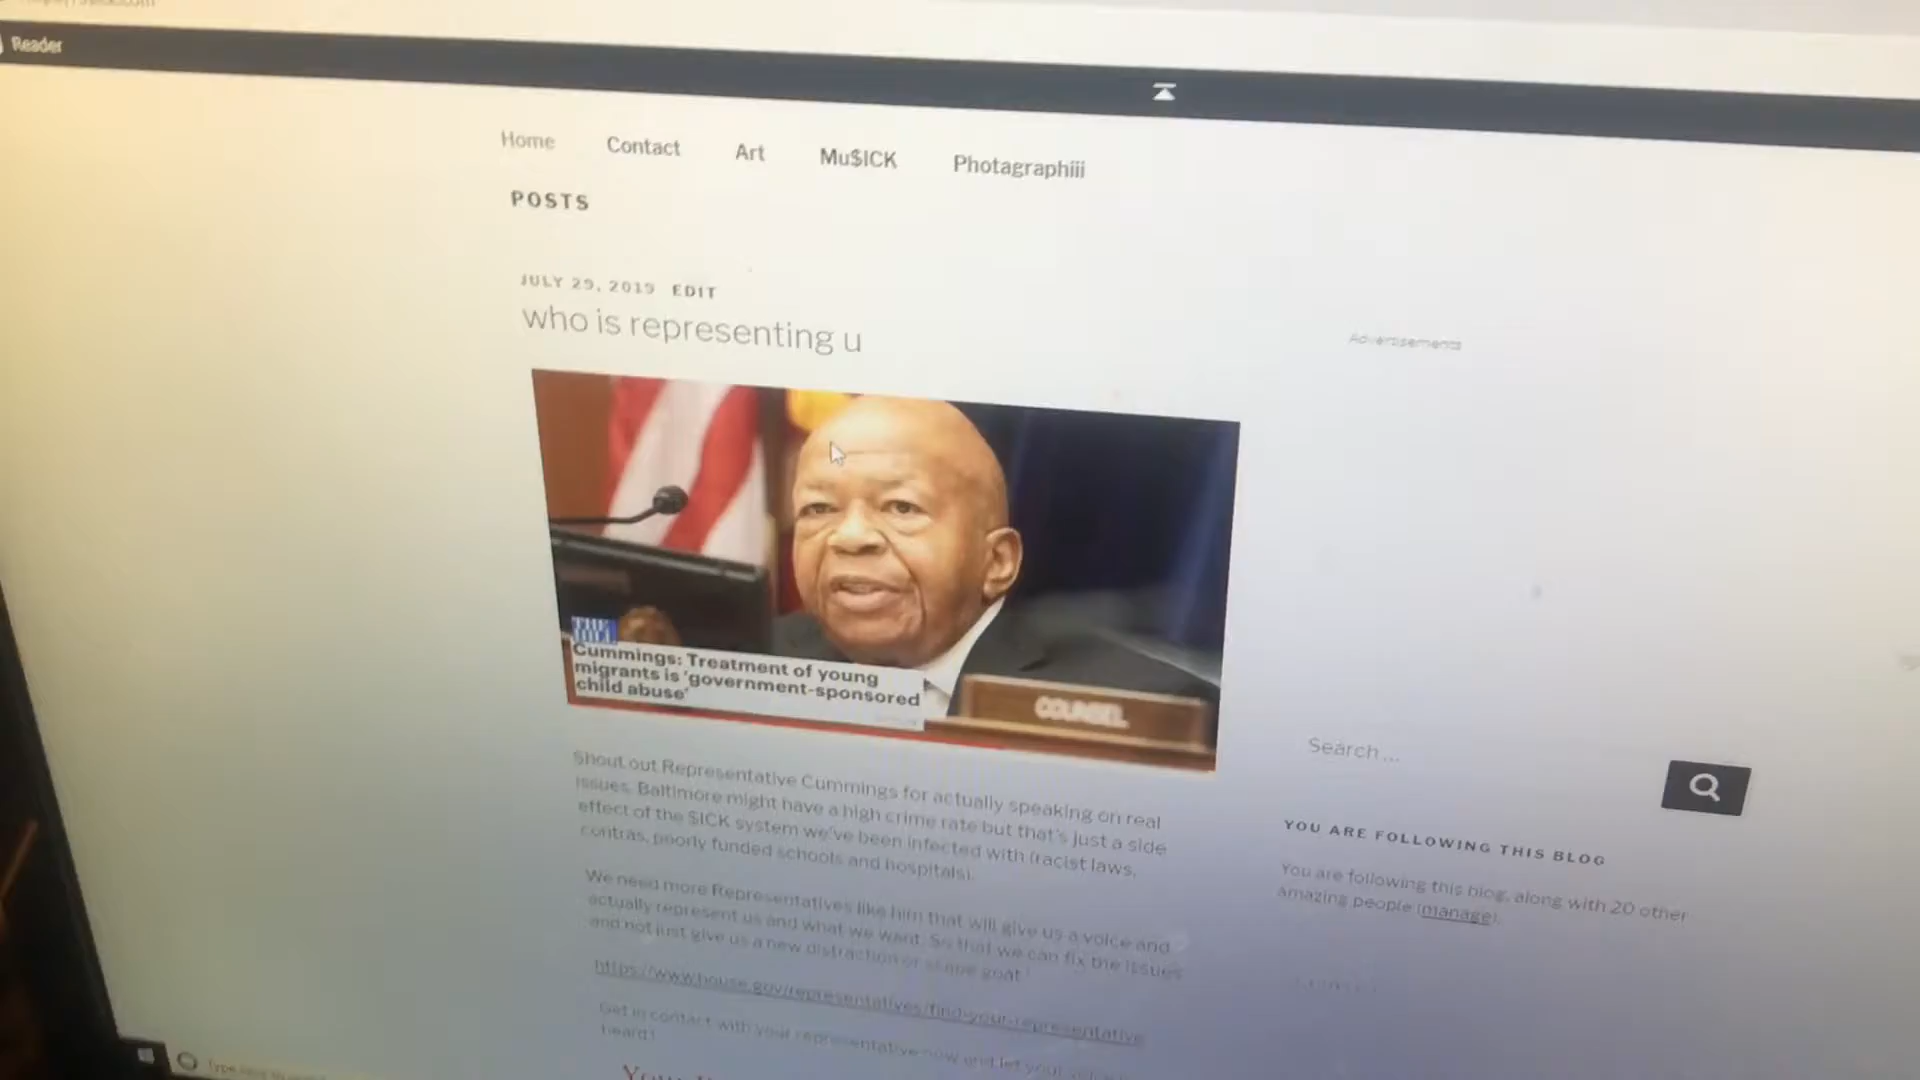 Reader
Home Contact Art Mu$ICK Photagraphiii
POSTS
JULY 29, 2019 EDIT
who is representing u
Advertisements
THE HILL
Cummings: Treatment of young
migrants is 'government-sponsored
child abuse'
COUNSEL
Shout out Representative Cummings for actually speaking on real
issues. Baltimore might have a high crime rate but that's just a side
effect of the $ICK system we've been infected with (racist laws,
contras, poorly funded schools and hospitals).
We need more Representatives like him that will give us a voice and
actually represent us and what we want. So that we can fix the issues
and not just give us a new distraction or scape goat.
https://www.house.gov/representatives/find-your-representative
Get in contact with your representative now and let your
heard!
Search ...
YOU ARE FOLLOWING THIS BLOG
You are following this blog, along with 20 other
amazing people (manage).
Type here to